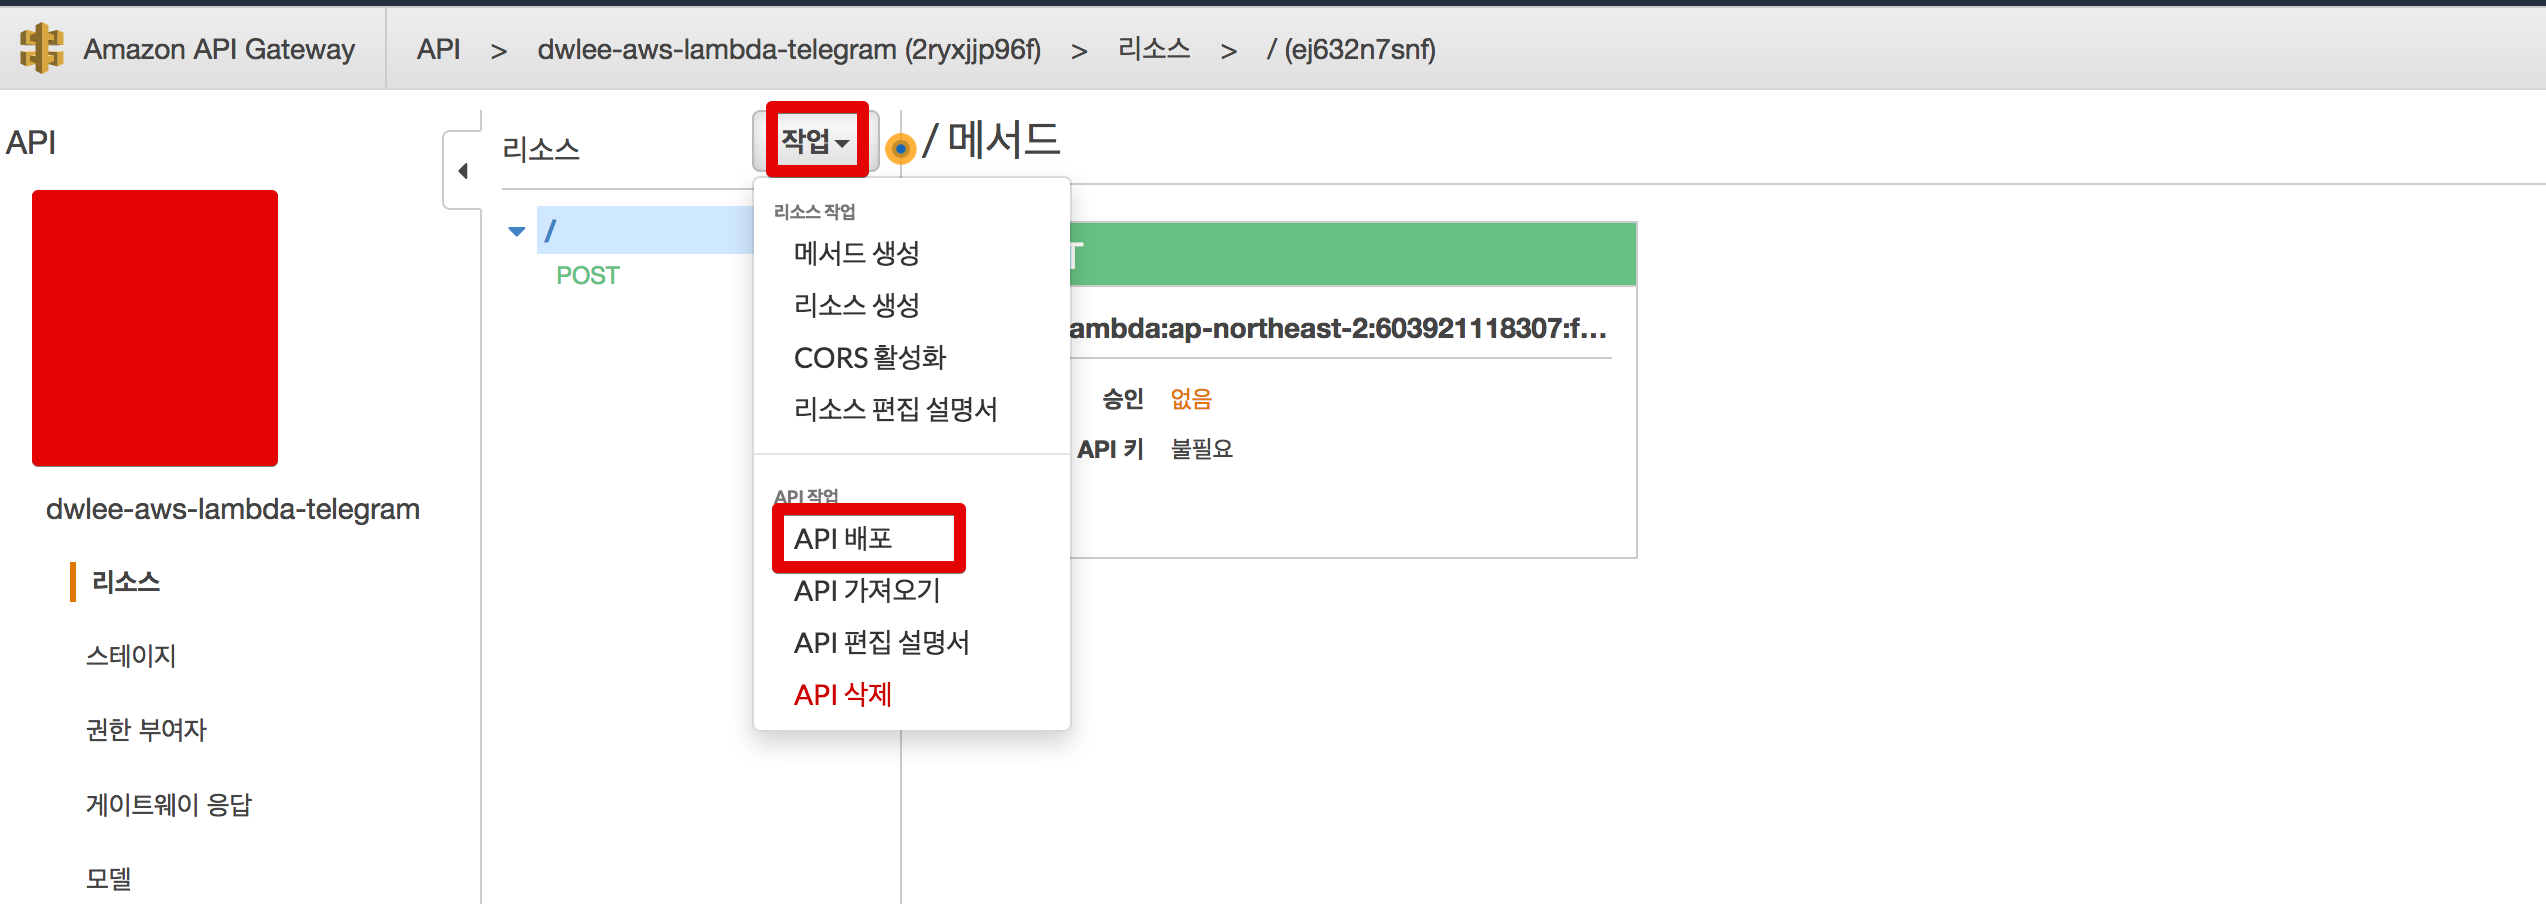 Amazon API Gateway
API > dwlee-aws-lambda-telegram (2ryxjjp96f) > 리소스 > / (ej632n7snf)
API
dwlee-aws-lambda-telegram
리소스
스테이지
권한 부여자
게이트웨이 응답
모델
리소스
작업
/
POST
리소스 작업
메서드 생성
리소스 생성
CORS 활성화
리소스 편집 설명서
API 작업
API 배포
API 가져오기
API 편집 설명서
API 삭제
/ 메서드
T
ambda:ap-northeast-2:603921118307:f...
승인 없음
API 키 불필요